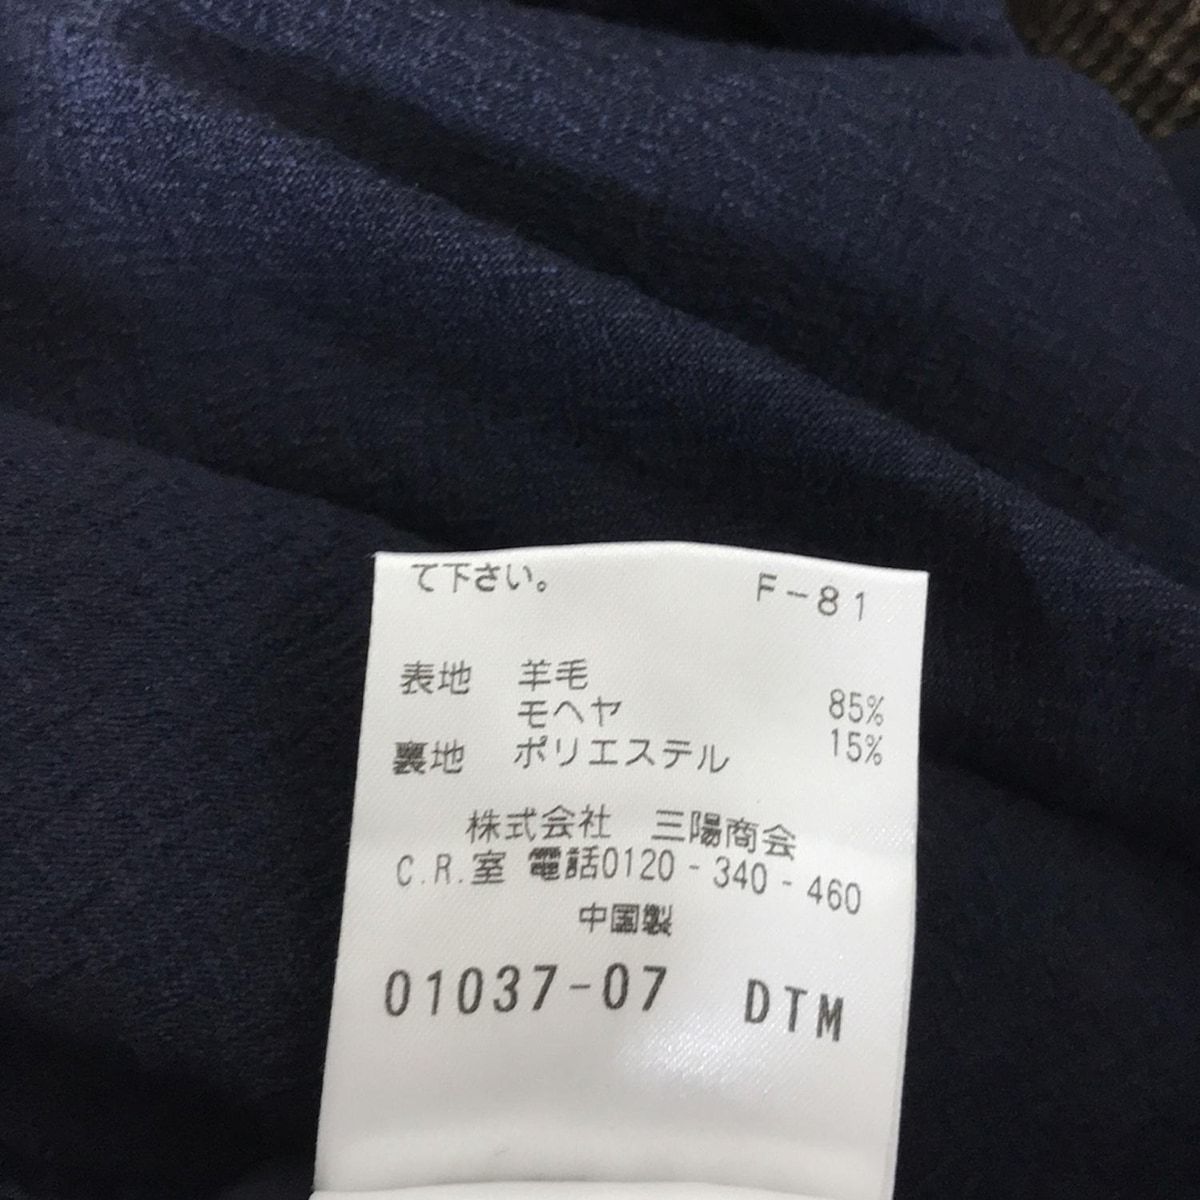 て下さい。 F-81
表地 羊毛 85%
モヘヤ 15%
裏地 ポリエステル
株式会社 三陽商会
C.R.室 電話0120-340-460
中国製
01037-07 DTM